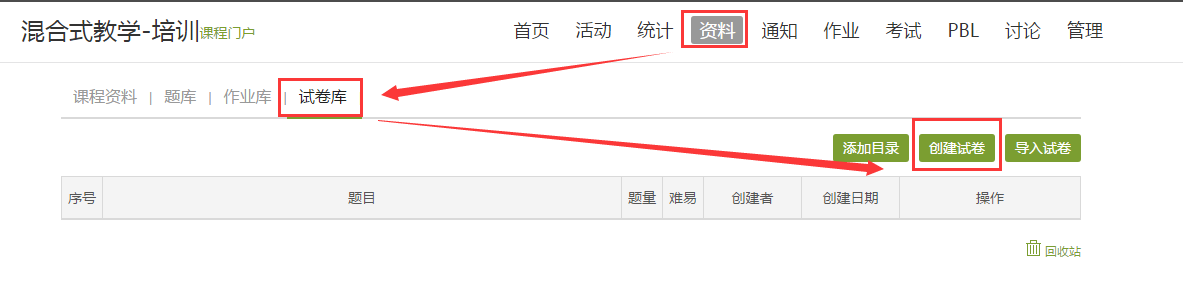 混合式教学-培训课程门户 首页 活动 统计 资料 通知 作业 考试 PBL 讨论 管理
课程资料 | 题库 | 作业库 | 试卷库
添加目录 创建试卷 导入试卷
序号 题目 题量 难易 创建者 创建日期 操作
回收站